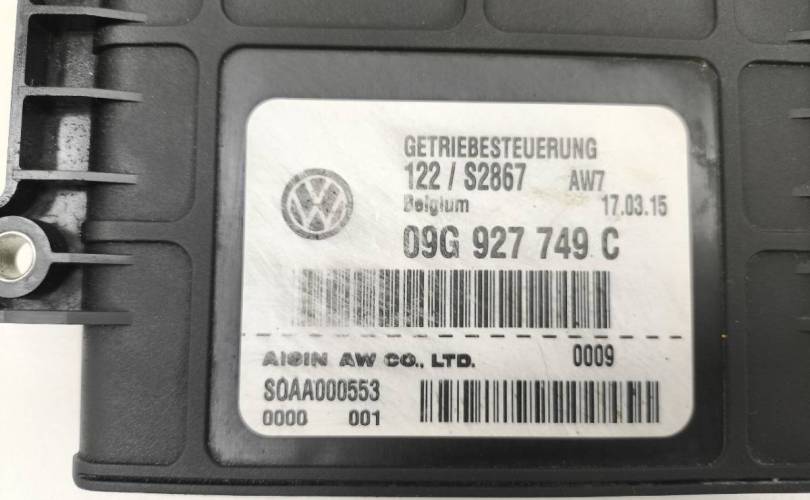 GETRIEBESTEUERUNG
122 / S2867 AW7
Belgium 17.03.15
09G 927 749 C
AISIN AW CO., LTD. 0009
SOAA000553
0000 001